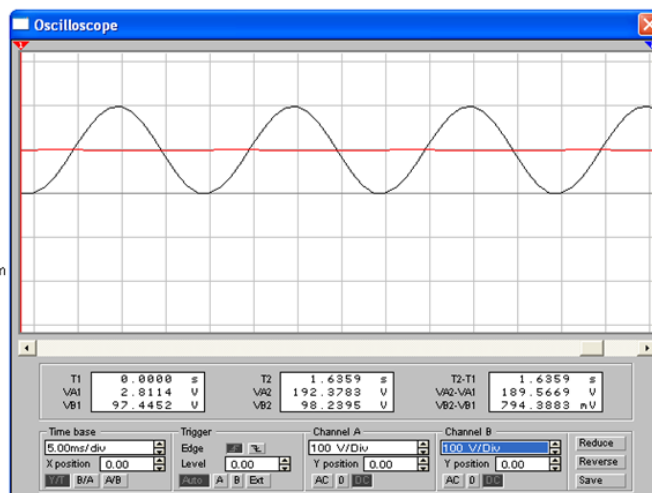 Oscilloscope
1
m
T1 0.0000 s T2 1.6359 s T2-T1 1.6359 s
VA1 2.8114 V VA2 192.3783 V VA2-VA1 189.5669 V
VB1 97.4452 V VB2 98.2395 V VB2-VB1 794.3883 mV
Time base Trigger Channel A Channel B
5.00ms/div Edge 100 V/Div 100 V/Div Reduce
X position 0.00 Level 0.00 Y position 0.00 Y position 0.00 Reverse
Y/T B/A A/B Auto A B Ext AC 0 DC AC 0 DC Save